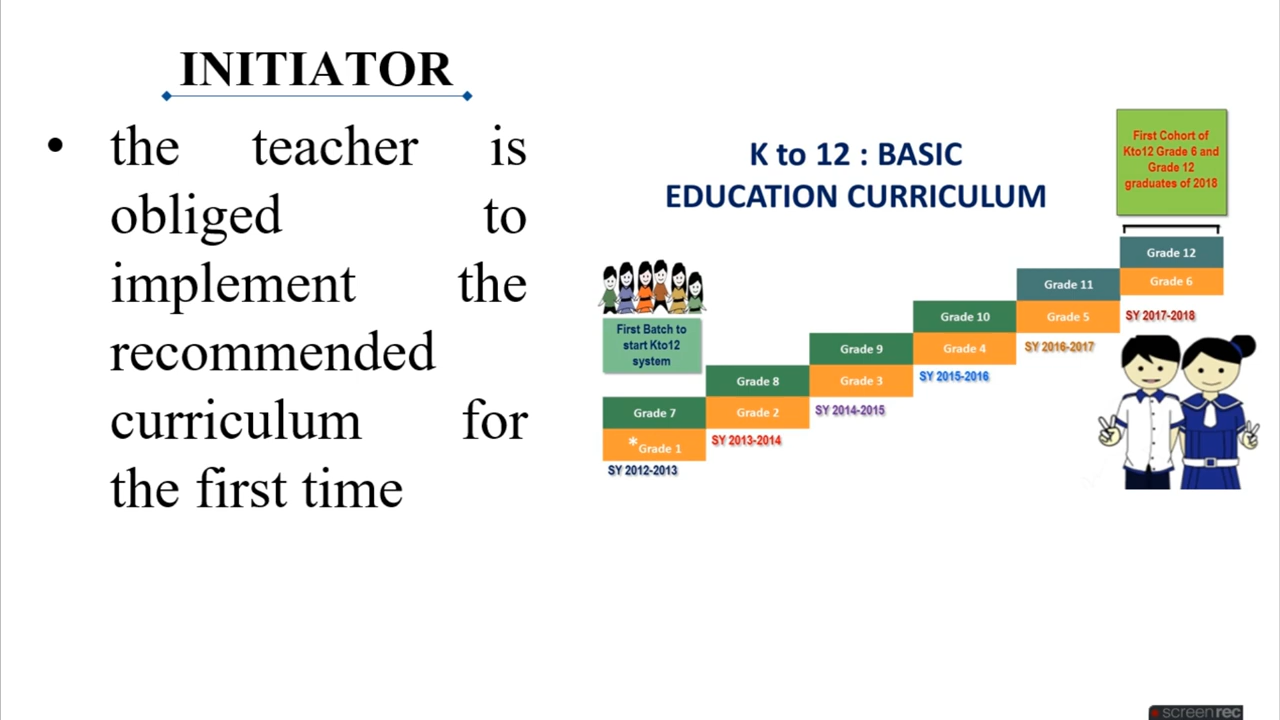 INITIATOR
• the teacher is
obliged to
implement the
recommended
curriculum for
the first time
K to 12 : BASIC
EDUCATION CURRICULUM
First Cohort of
Kto12 Grade 6 and
Grade 12
graduates of 2018
First Batch to
start Kto12
system
Grade 7
*Grade 1
SY 2012-2013
Grade 8
Grade 2
SY 2013-2014
Grade 9
Grade 3
SY 2014-2015
Grade 10
Grade 4
SY 2015-2016
Grade 11
Grade 5
SY 2016-2017
Grade 12
Grade 6
SY 2017-2018
screenrec